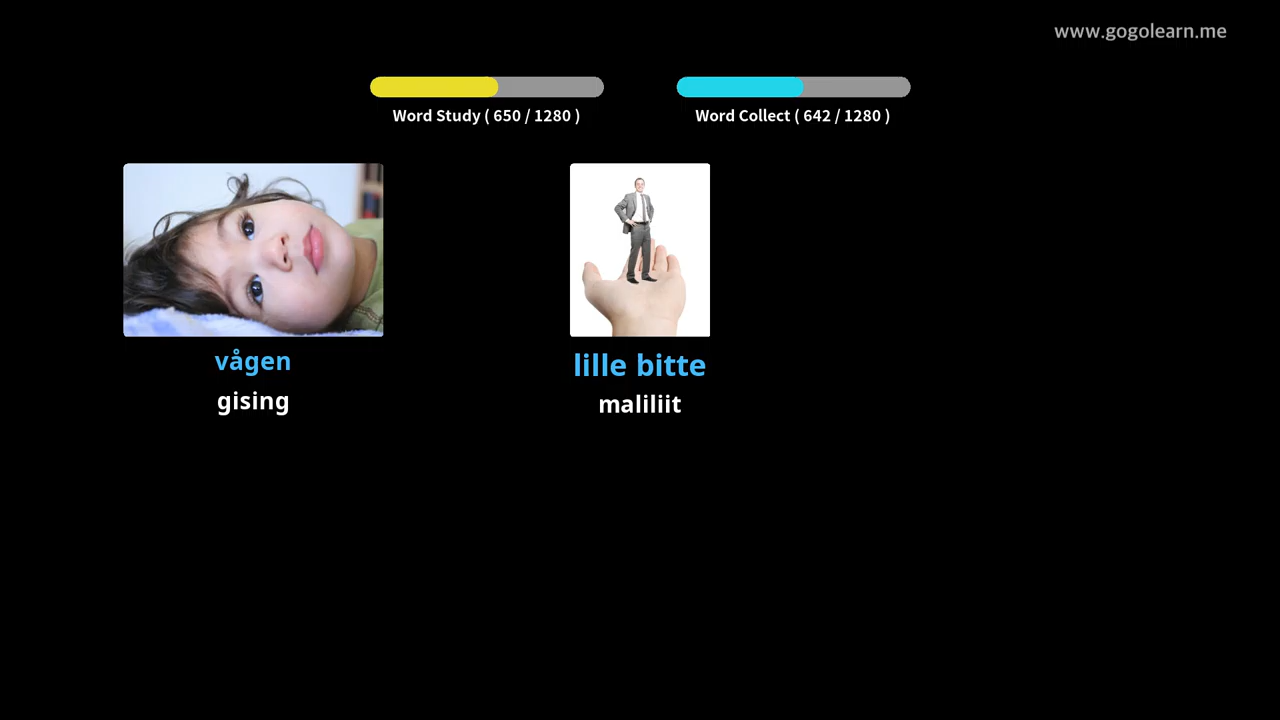 www.gogolearn.me
Word Study ( 650 / 1280 )
Word Collect ( 642 / 1280 )
vågen
gising
lille bitte
maliliit